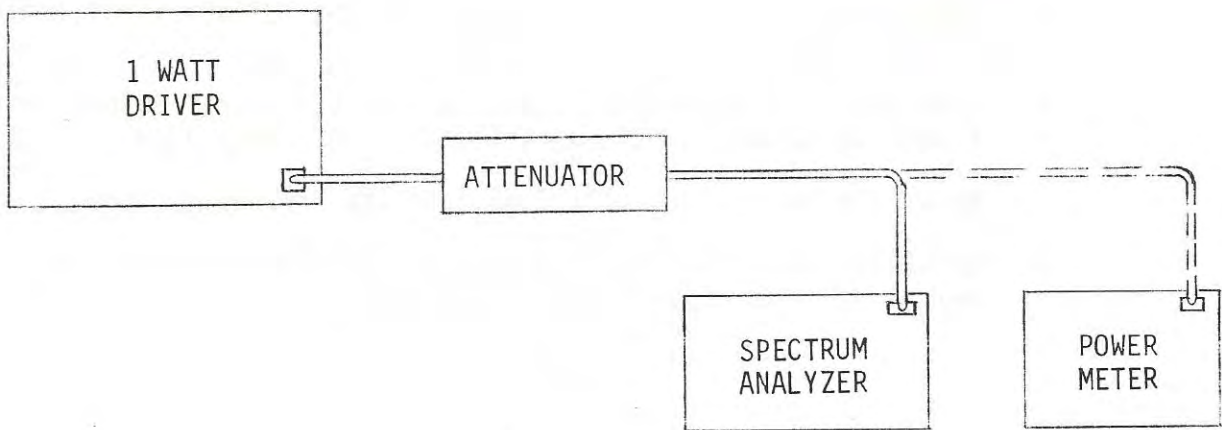 1 WATT
DRIVER
ATTENUATOR
SPECTRUM
ANALYZER
POWER
METER